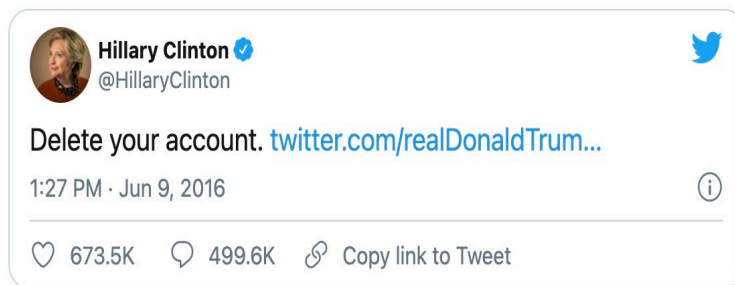 Hillary Clinton
@HillaryClinton
Delete your account. twitter.com/realDonaldTrum...
1:27 PM · Jun 9, 2016
673.5K 499.6K Copy link to Tweet